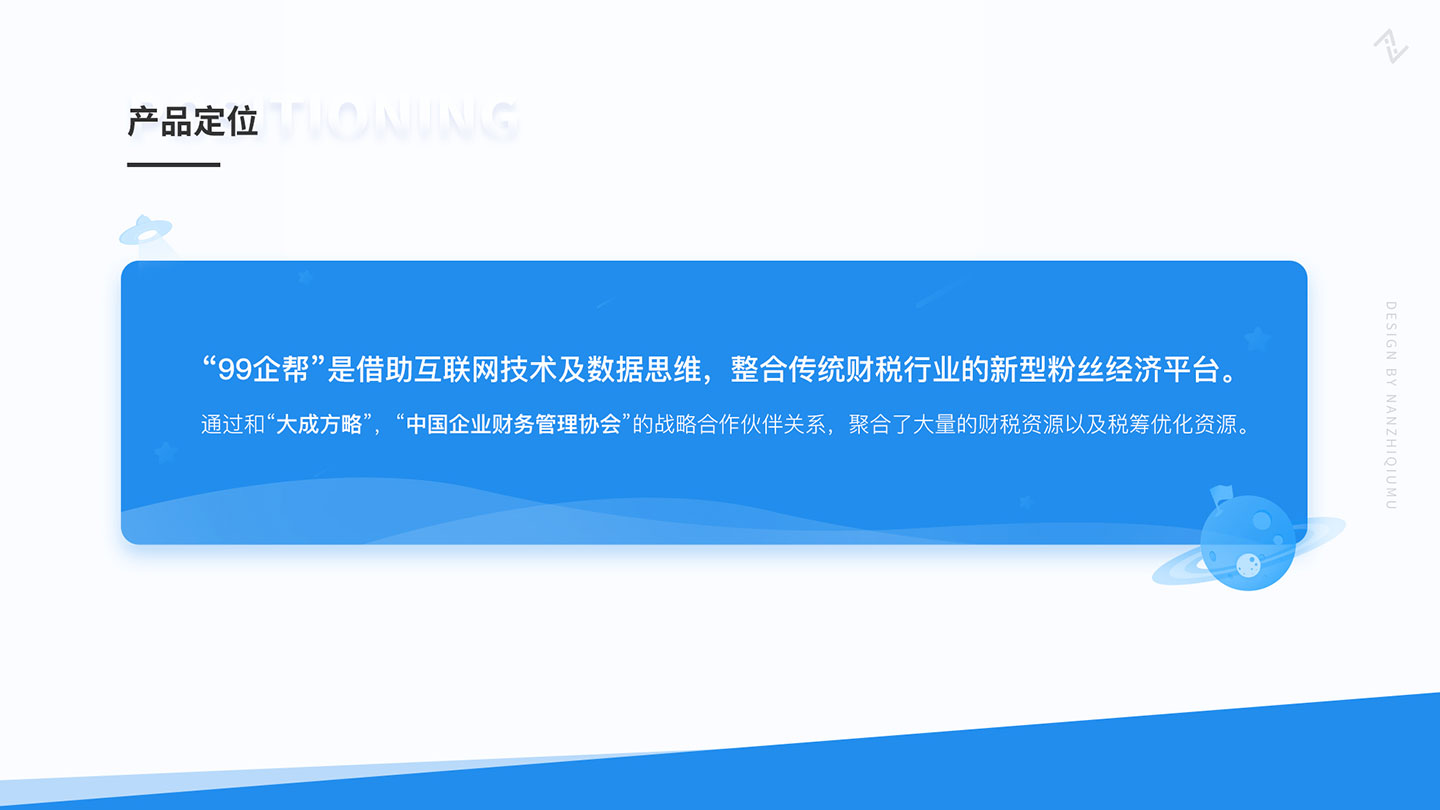 产品定位
POSITIONING
“99企帮”是借助互联网技术及数据思维，整合传统财税行业的新型粉丝经济平台。
通过和“大成方略”，“中国企业财务管理协会”的战略合作伙伴关系，聚合了大量的财税资源以及税筹优化资源。
DESIGN BY NANZHIQIUMU